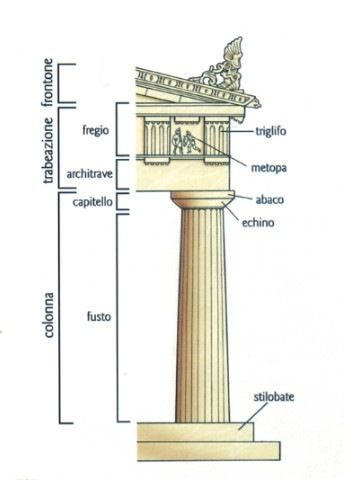 frontone
trabeazione
fregio
triglifo
metopa
architrave
capitello
abaco
echino
colonna
fusto
stilobate